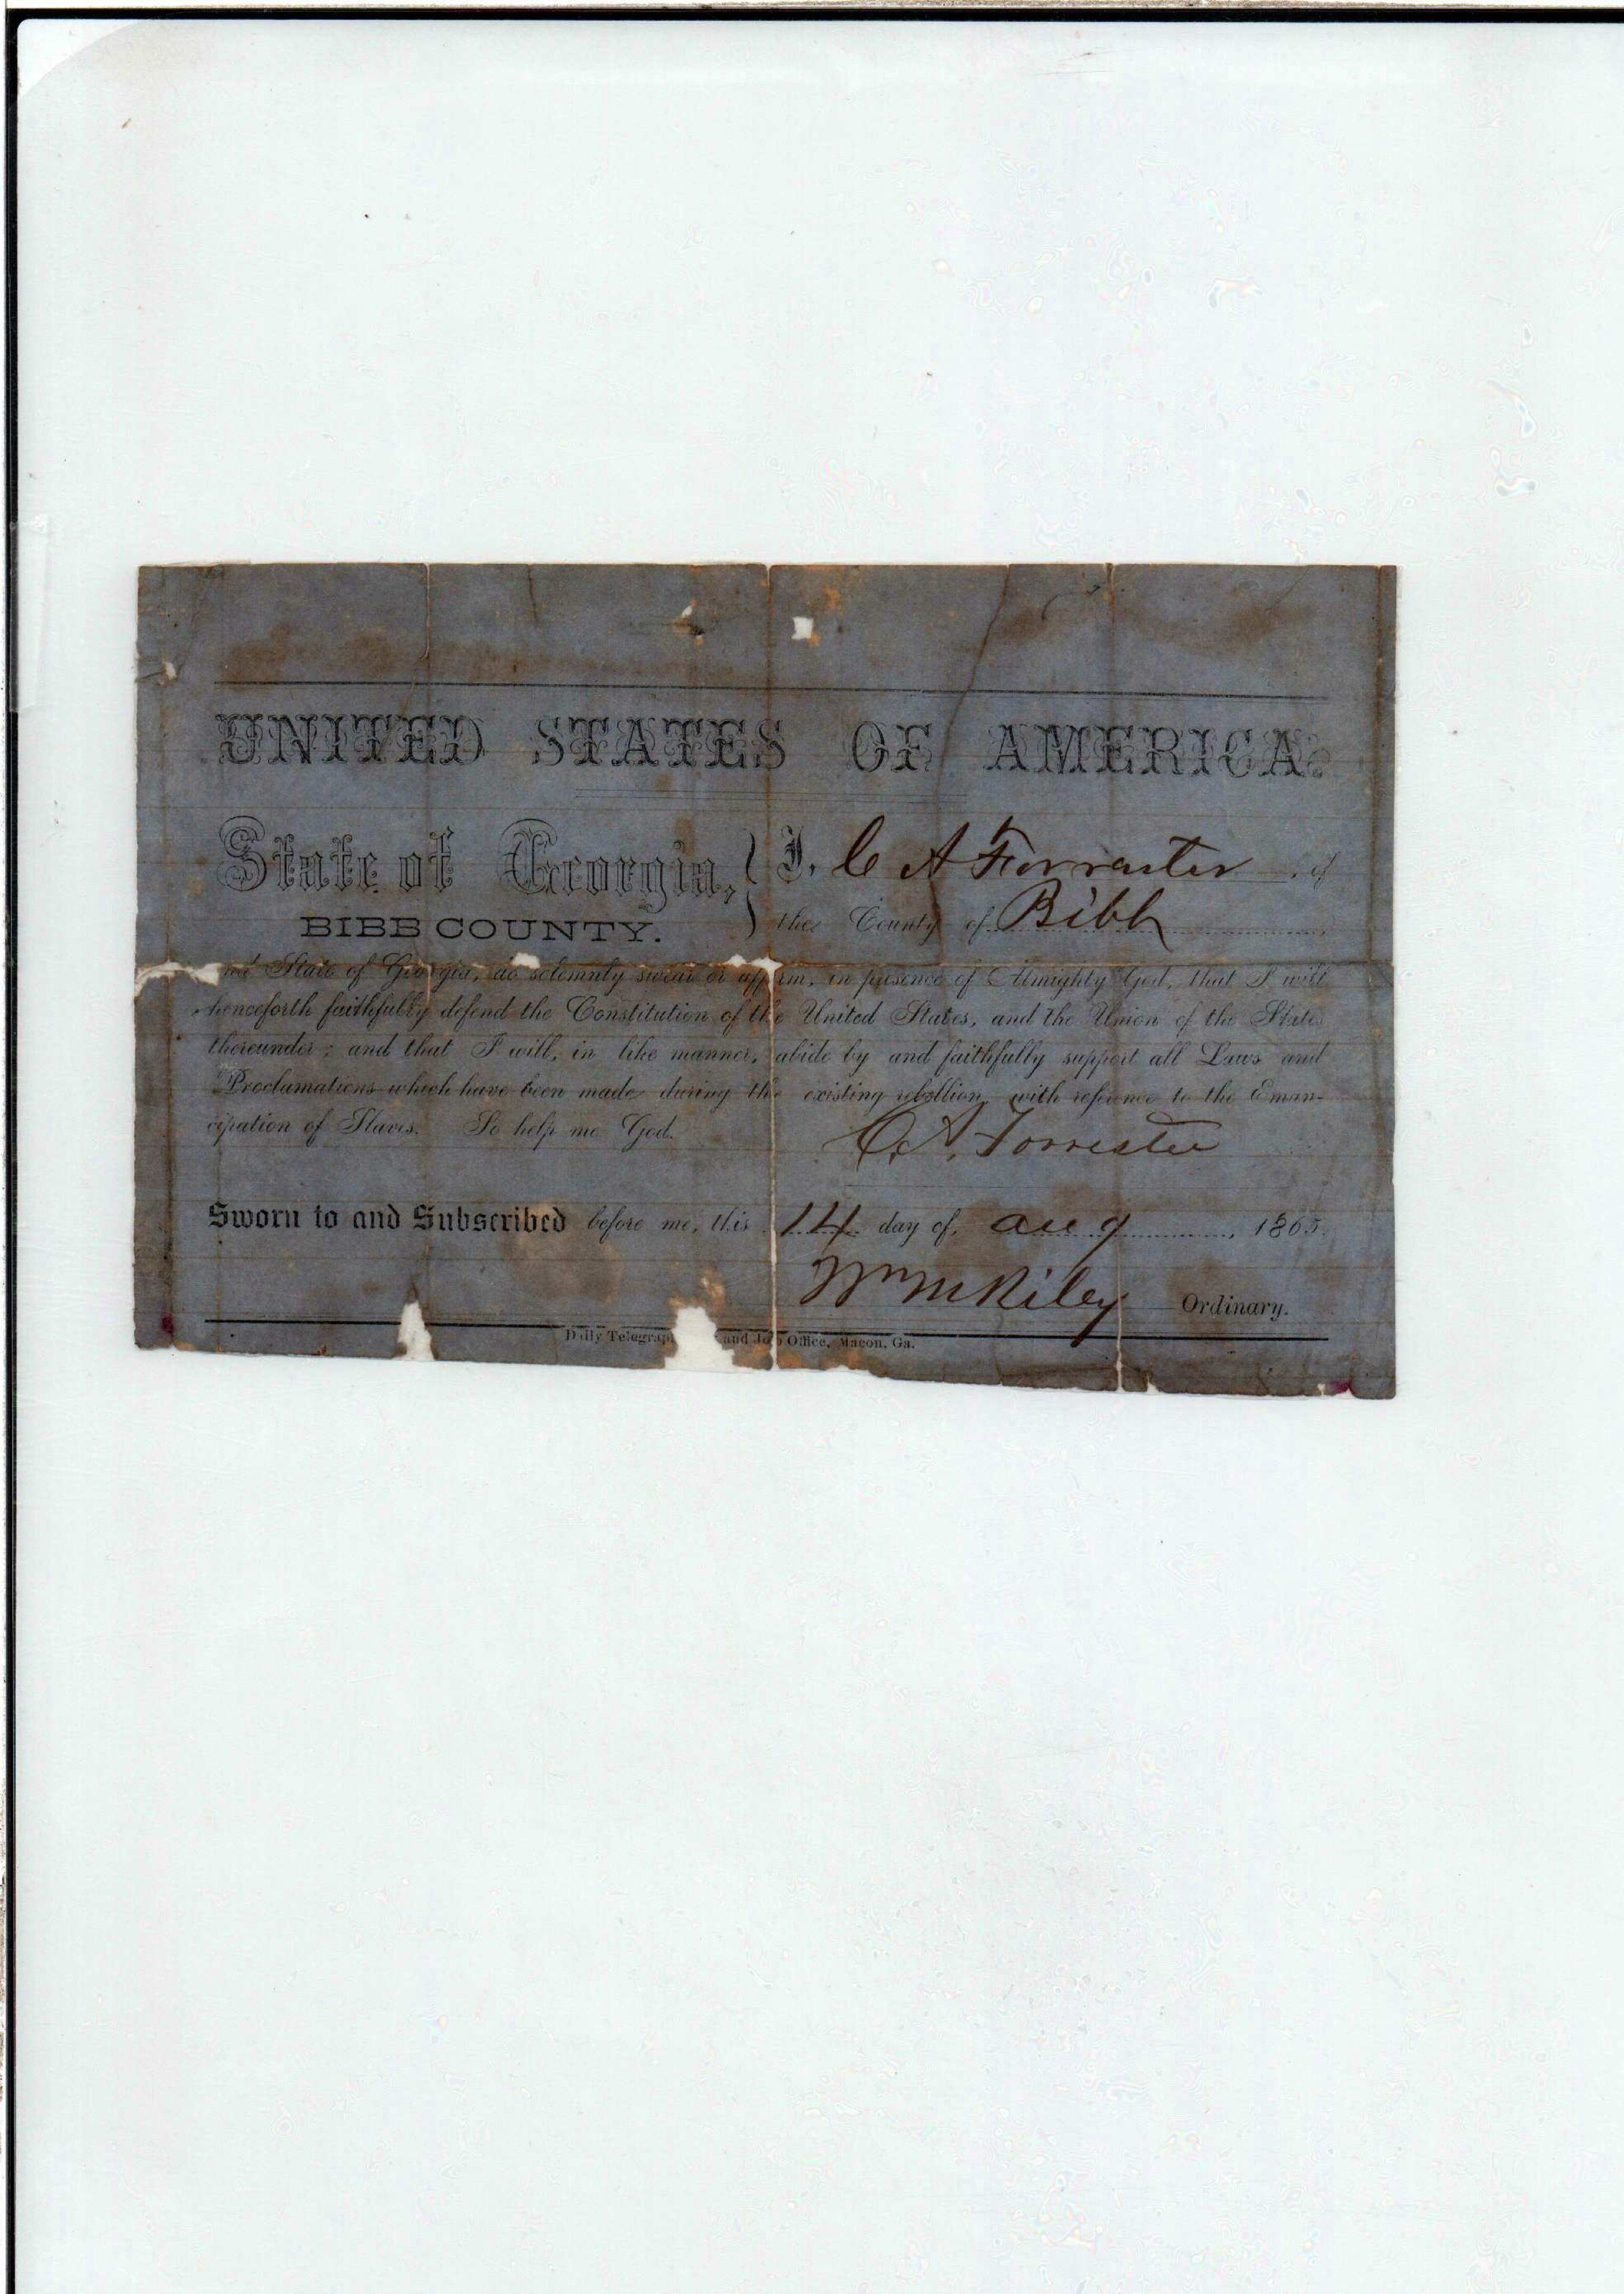 UNITED STATES OF AMERICA.
State of Georgia, } I, C A Forrester, of
BIBB COUNTY. } the County of Bibb
and State of Georgia, do solemnly swear or affirm, in presence of Almighty God, that I will
henceforth faithfully defend the Constitution of the United States, and the Union of the States
thereunder; and that I will, in like manner, abide by and faithfully support all Laws and
Proclamations which have been made during the existing rebellion with reference to the Eman-
cipation of Slaves. So help me God.
C. A. Forrester
Sworn to and Subscribed before me, this 14 day of, aug, 1865.
Wm M Riley Ordinary.
Daily Telegraph and Job Office, Macon, Ga.